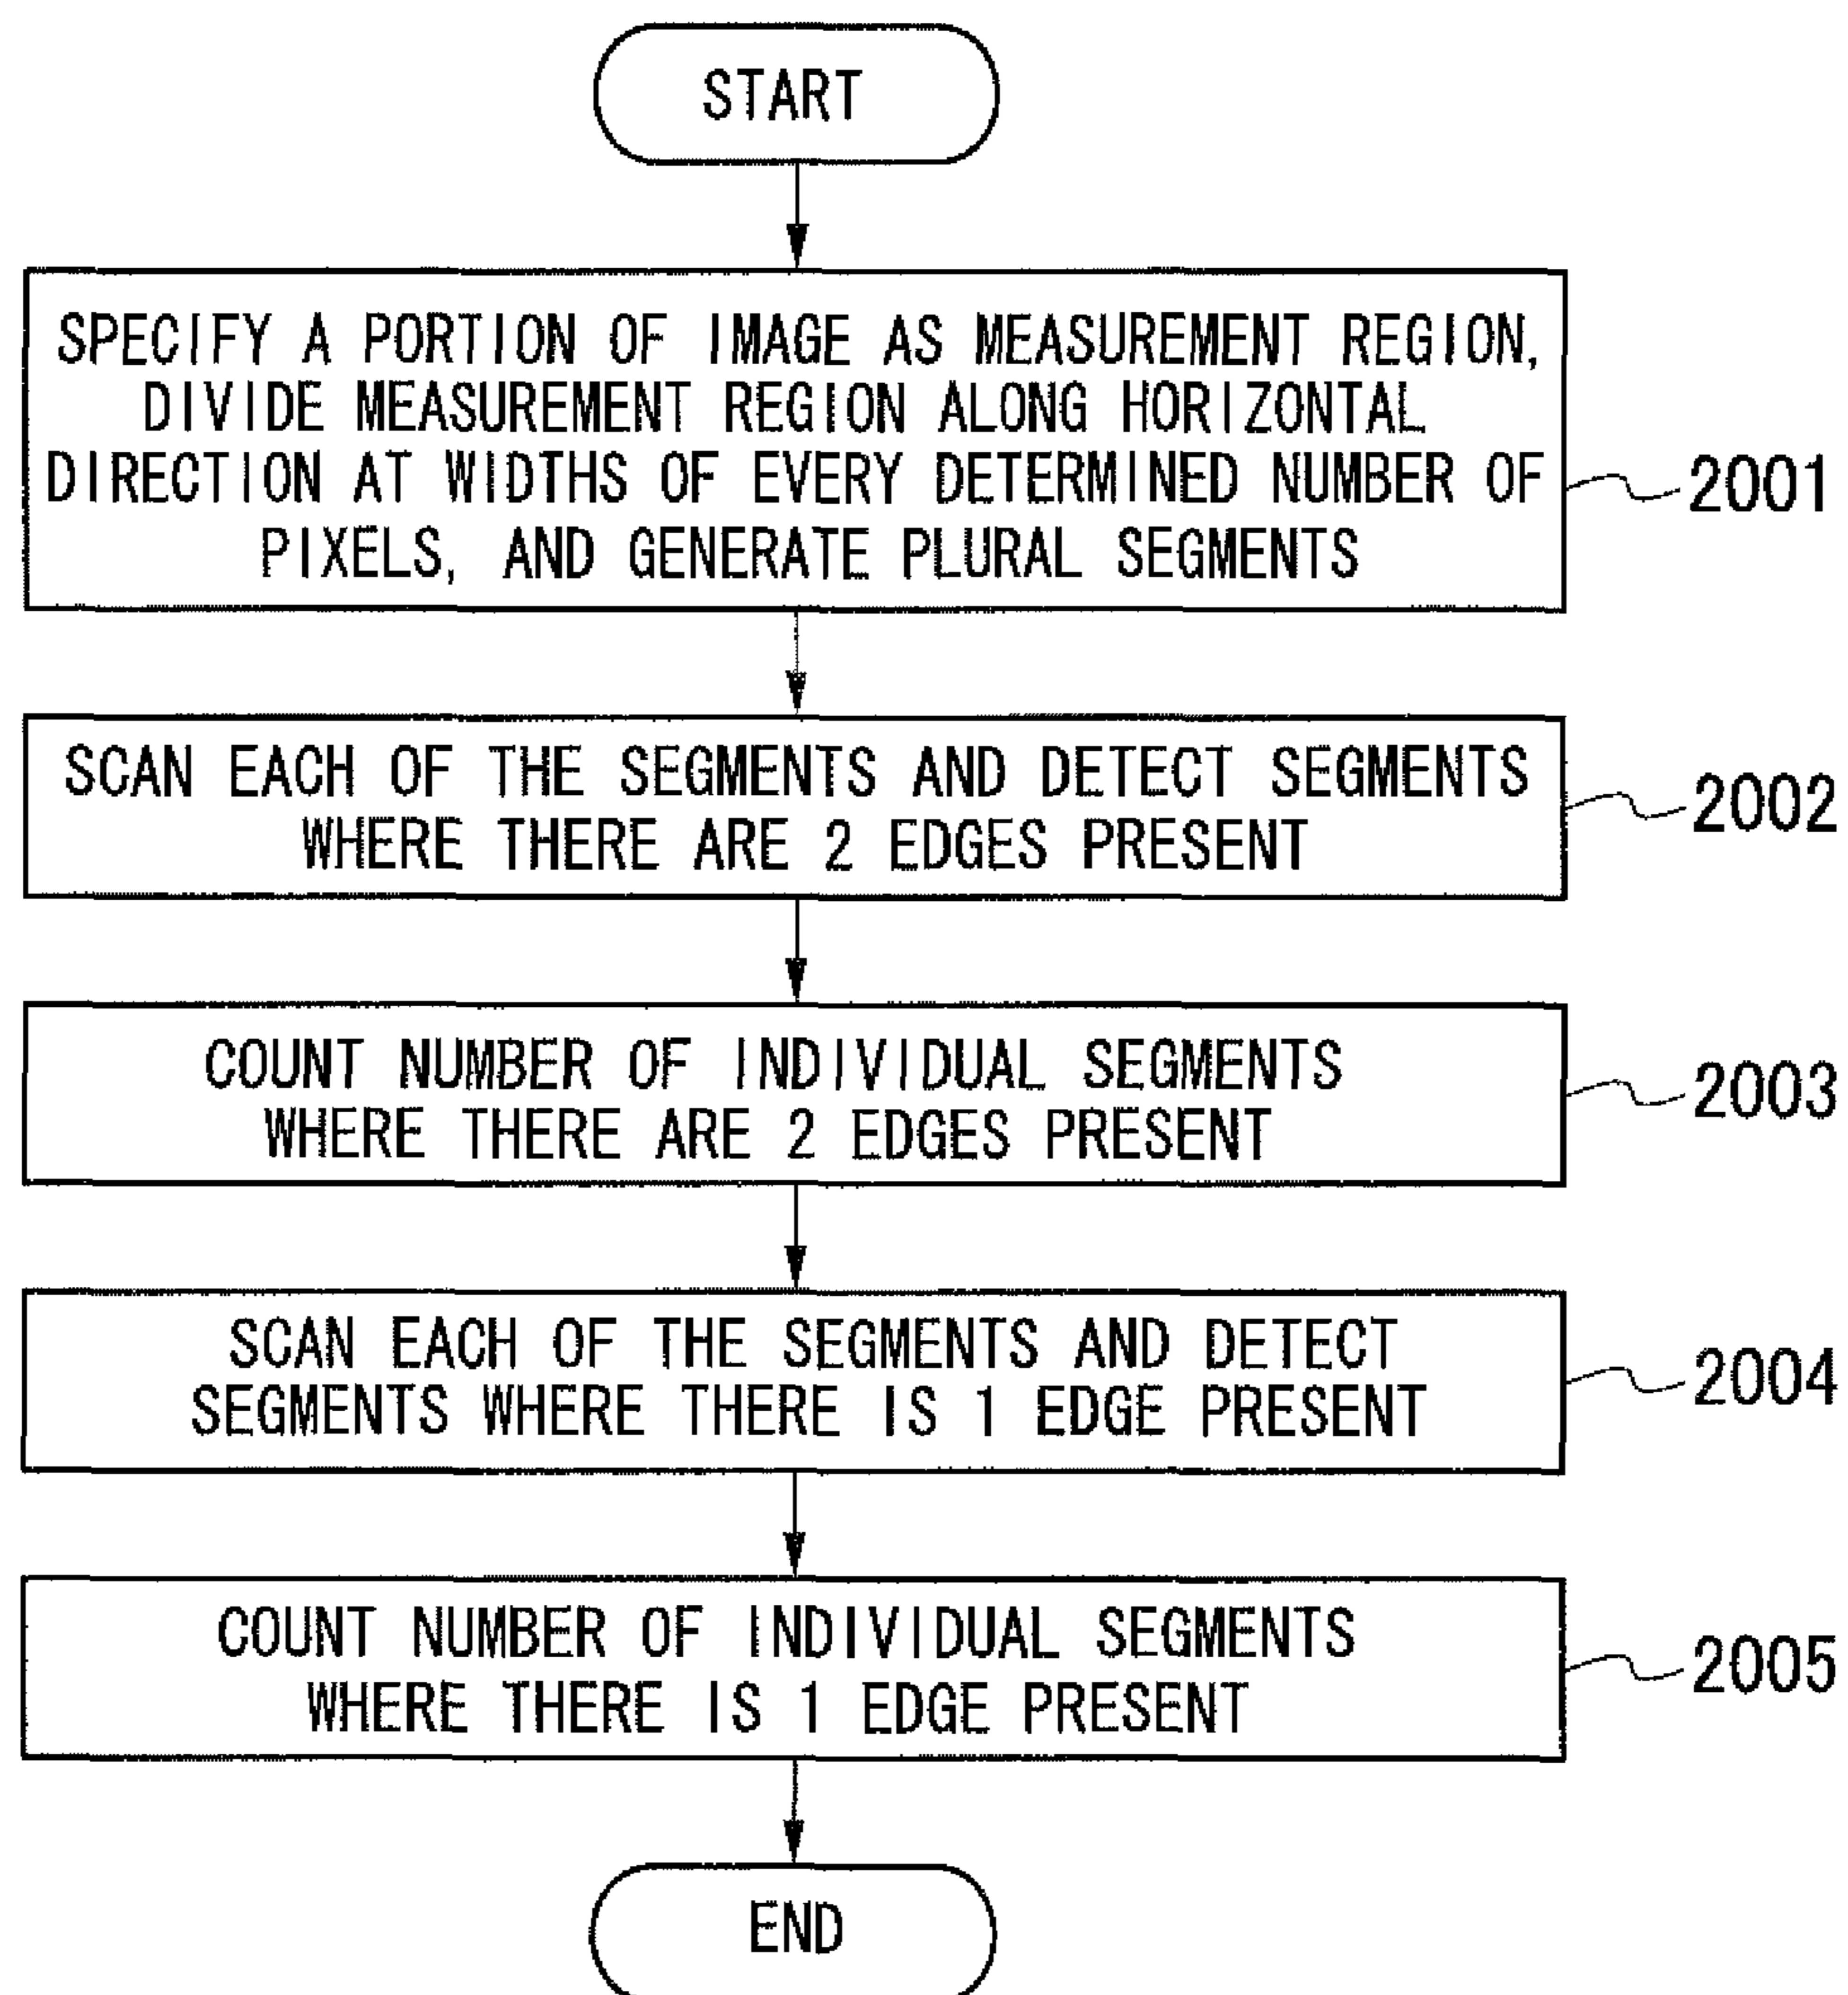 START
SPECIFY A PORTION OF IMAGE AS MEASUREMENT REGION,
DIVIDE MEASUREMENT REGION ALONG HORIZONTAL
DIRECTION AT WIDTHS OF EVERY DETERMINED NUMBER OF
PIXELS, AND GENERATE PLURAL SEGMENTS
2001
SCAN EACH OF THE SEGMENTS AND DETECT SEGMENTS
WHERE THERE ARE 2 EDGES PRESENT
2002
COUNT NUMBER OF INDIVIDUAL SEGMENTS
WHERE THERE ARE 2 EDGES PRESENT
2003
SCAN EACH OF THE SEGMENTS AND DETECT
SEGMENTS WHERE THERE IS 1 EDGE PRESENT
2004
COUNT NUMBER OF INDIVIDUAL SEGMENTS
WHERE THERE IS 1 EDGE PRESENT
2005
END